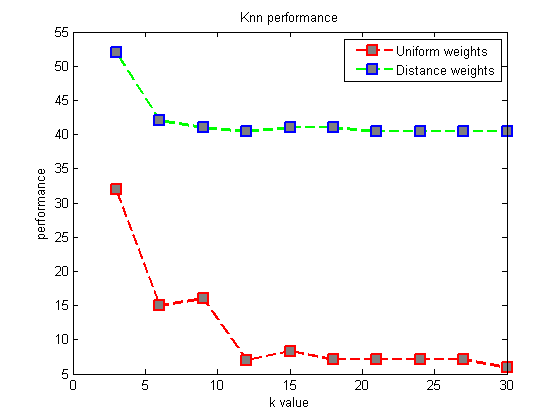 Knn performance
Uniform weights
Distance weights
performance
55
50
45
40
35
30
25
20
15
10
5
0 5 10 15 20 25 30
k value